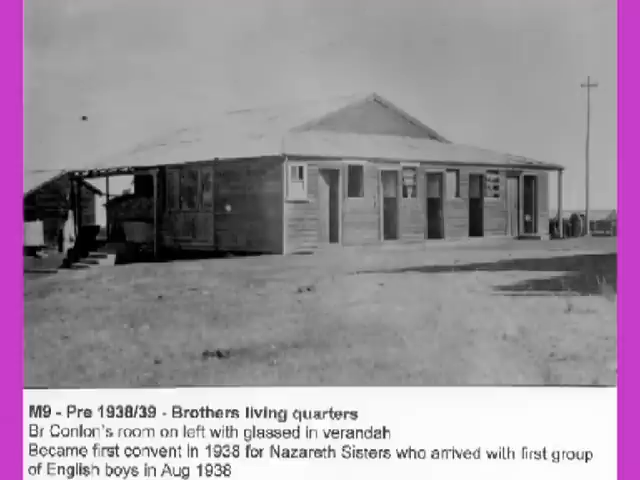 M9 - Pre 1938/39 - Brothers living quarters
Br Conlon's room on left with glassed in verandah
Became first convent in 1938 for Nazareth Sisters who arrived with first group
of English boys in Aug 1938